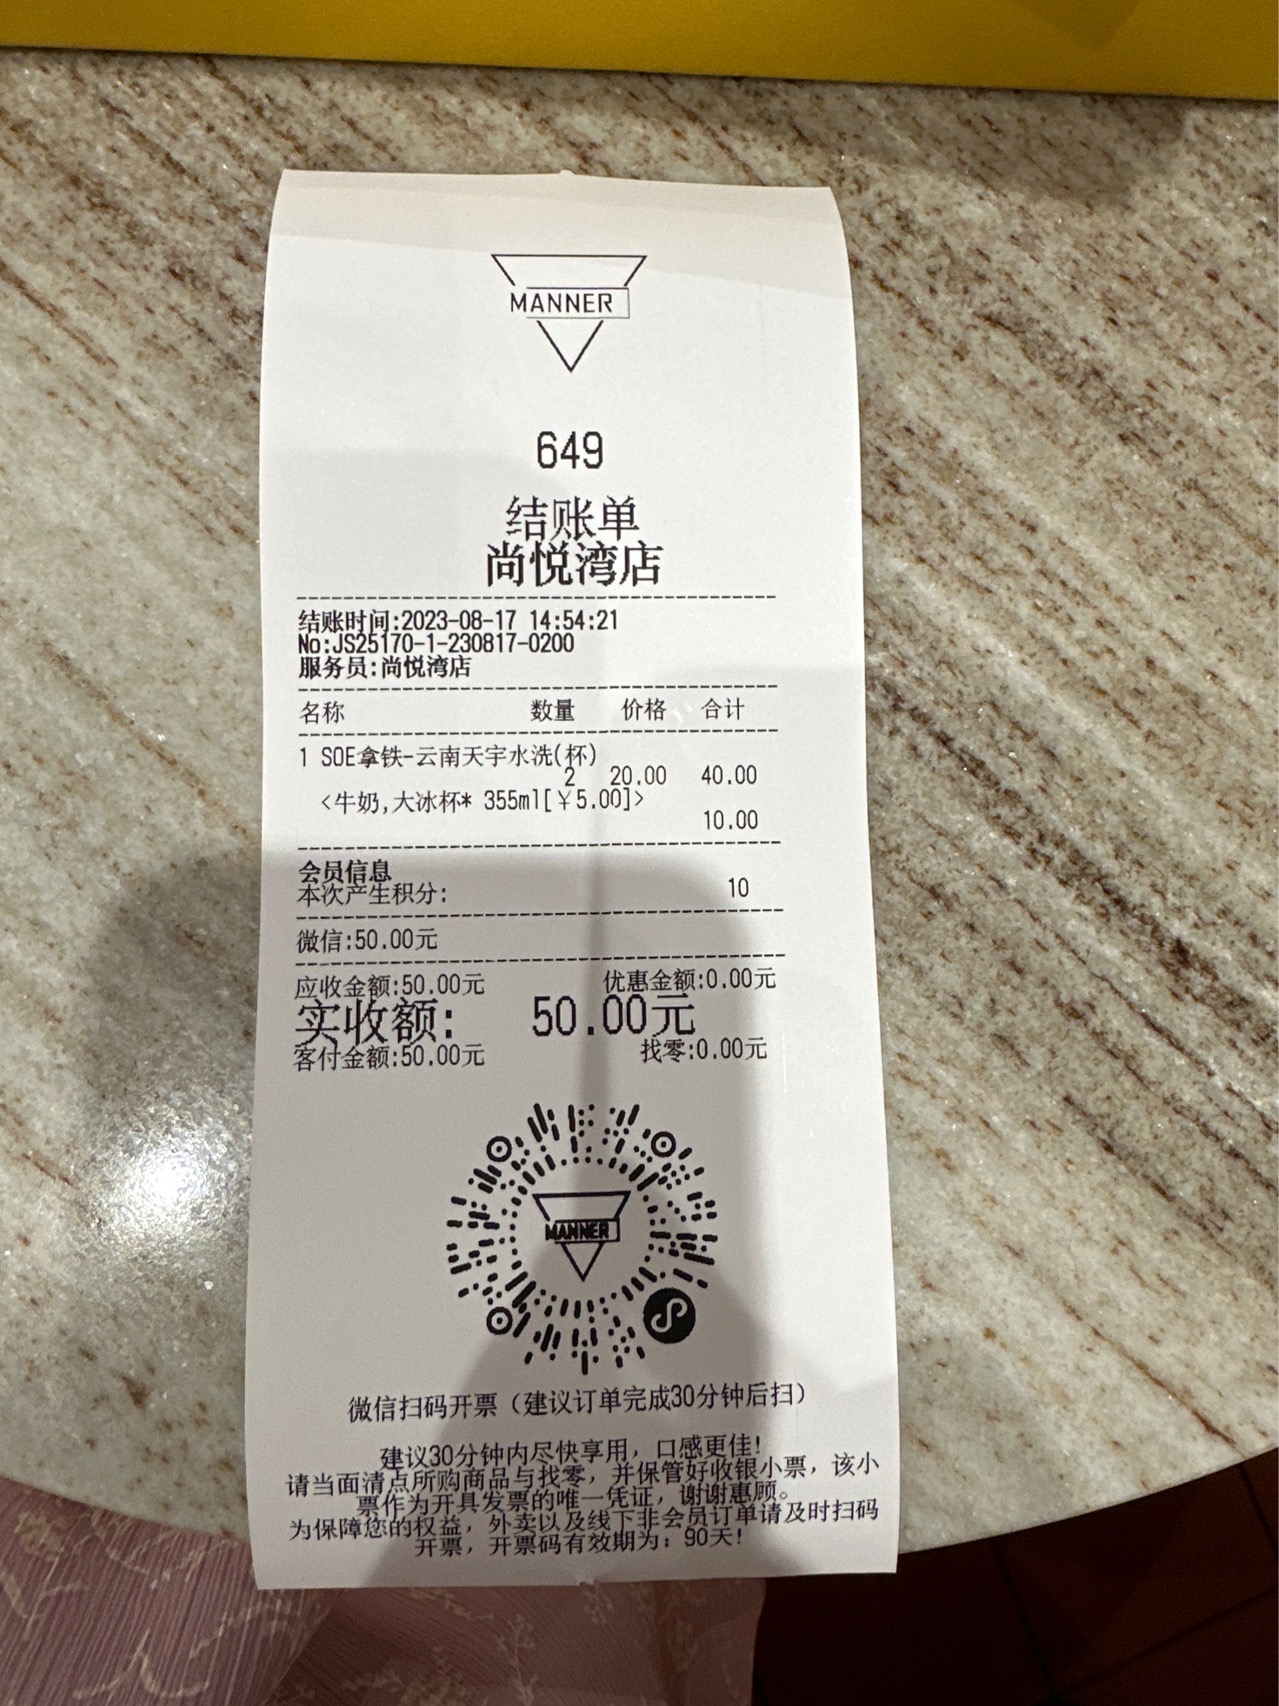 MANNER
649
结账单
尚悦湾店
结账时间:2023-08-17 14:54:21
No:JS25170-1-230817-0200
服务员:尚悦湾店
名称 数量 价格 合计
1 SOE拿铁-云南天宇水洗(杯)
2 20.00 40.00
<牛奶,大冰杯* 355ml[￥5.00]>
10.00
会员信息
本次产生积分: 10
微信:50.00元
应收金额:50.00元 优惠金额:0.00元
实收额: 50.00元
客付金额:50.00元 找零:0.00元
MANNER
微信扫码开票（建议订单完成30分钟后扫）
建议30分钟内尽快享用，口感更佳!
请当面清点所购商品与找零，并保管好收银小票，该小
票作为开具发票的唯一凭证，谢谢惠顾。
为保障您的权益，外卖以及线下非会员订单请及时扫码
开票，开票码有效期为：90天!